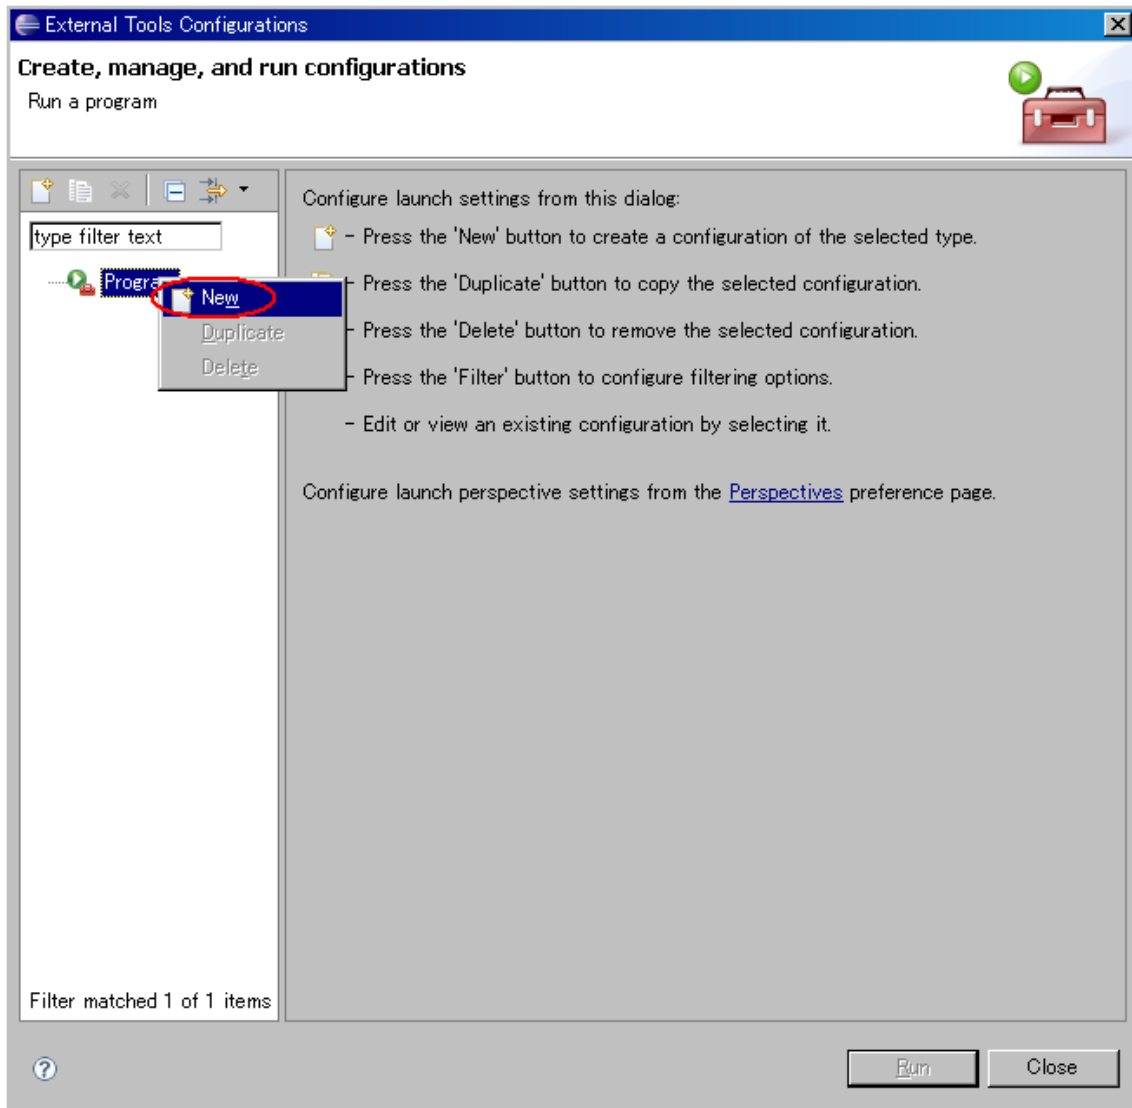 External Tools Configurations
Create, manage, and run configurations
Run a program
Configure launch settings from this dialog:
type filter text
- Press the 'New' button to create a configuration of the selected type.
Progra
New
- Press the 'Duplicate' button to copy the selected configuration.
Duplicate
- Press the 'Delete' button to remove the selected configuration.
Delete
- Press the 'Filter' button to configure filtering options.
- Edit or view an existing configuration by selecting it.
Configure launch perspective settings from the Perspectives preference page.
Filter matched 1 of 1 items
?
Run
Close